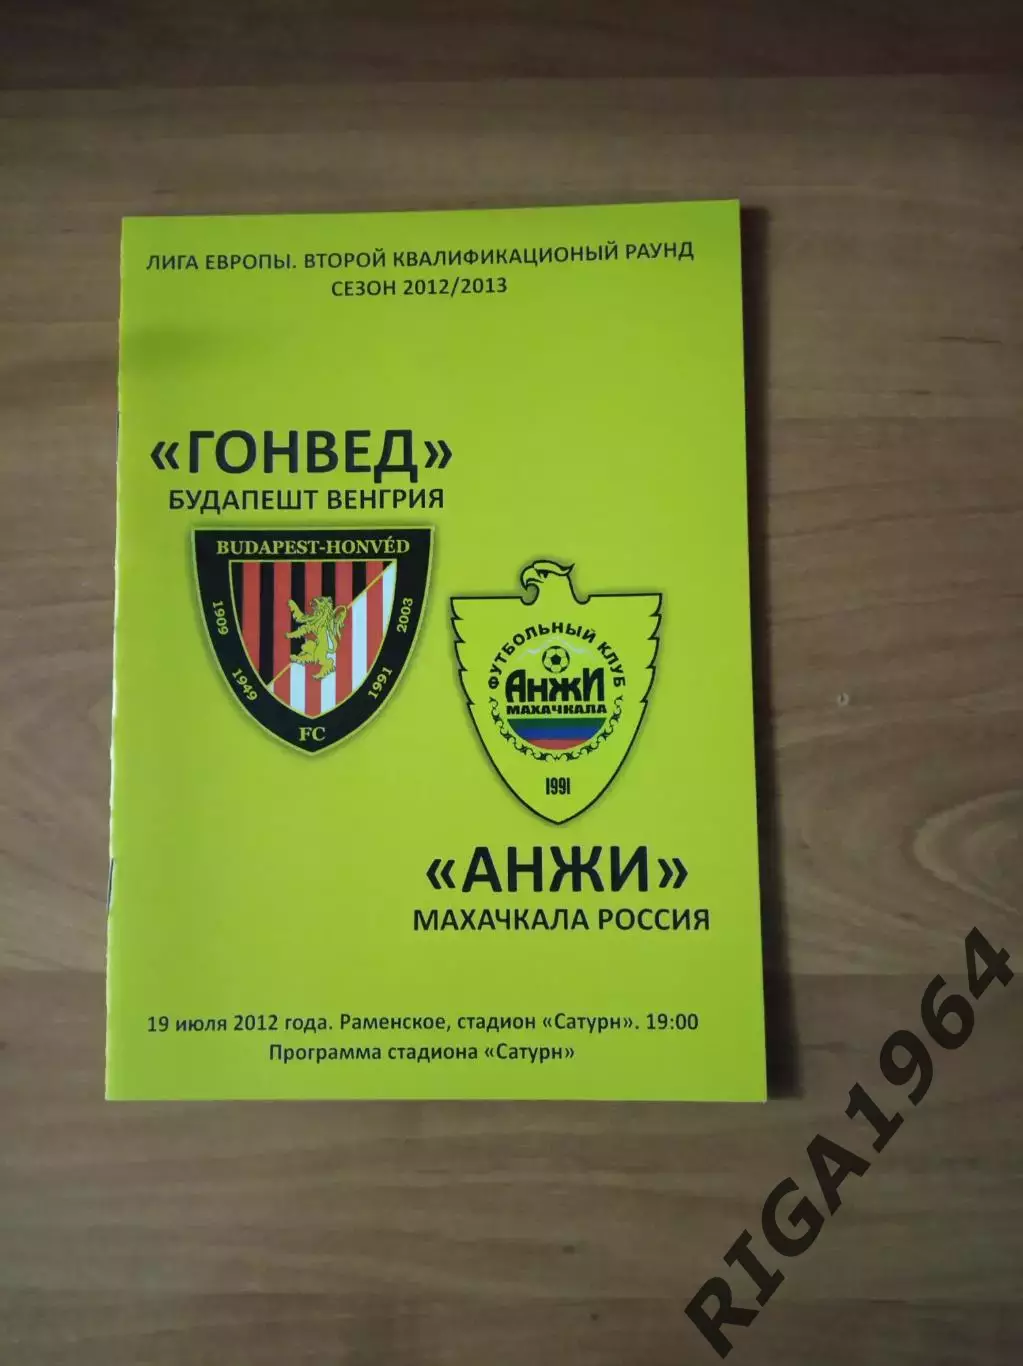 ЛИГА ЕВРОПЫ. ВТОРОЙ КВАЛИФИКАЦИОНЫЙ РАУНД
СЕЗОН 2012/2013
«ГОНВЕД»
БУДАПЕШТ ВЕНГРИЯ
BUDAPEST-HONVÉD
1909
1949
1991
2003
FC
ФУТБОЛЬНЫЙ КЛУБ
АНЖИ
МАХАЧКАЛА
1991
«АНЖИ»
МАХАЧКАЛА РОССИЯ
19 июля 2012 года. Раменское, стадион «Сатурн». 19:00
Программа стадиона «Сатурн»
RIGA1964